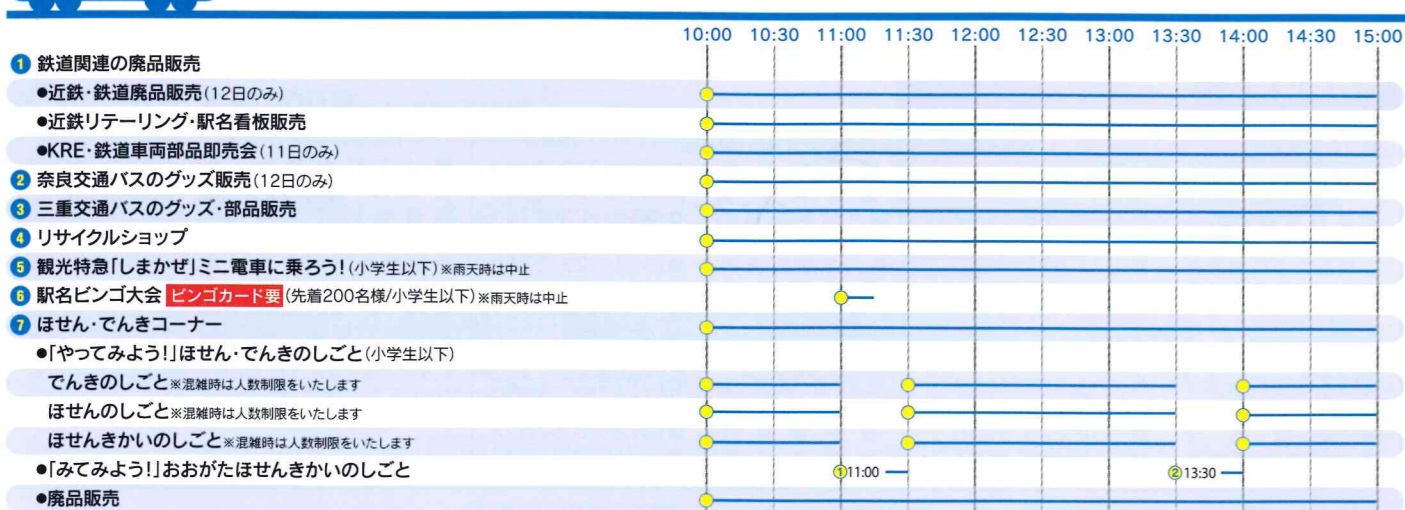 10:00 10:30 11:00 11:30 12:00 12:30 13:00 13:30 14:00 14:30 15:00
1 鉄道関連の廃品販売
●近鉄・鉄道廃品販売(12日のみ)
●近鉄リテーリング・駅名看板販売
●KRE・鉄道車両部品即売会(11日のみ)
2 奈良交通バスのグッズ販売(12日のみ)
3 三重交通バスのグッズ・部品販売
4 リサイクルショップ
5 観光特急「しまかぜ」ミニ電車に乗ろう!(小学生以下)※雨天時は中止
6 駅名ビンゴ大会 ビンゴカード要(先着200名様/小学生以下)※雨天時は中止
7 ほせん・でんきコーナー
●「やってみよう!」ほせん・でんきのしごと(小学生以下)
でんきのしごと※混雑時は人数制限をいたします
ほせんのしごと※混雑時は人数制限をいたします
ほせんきかいのしごと※混雑時は人数制限をいたします
●「みてみよう!」おおがたほせんきかいのしごと ①11:00 ②13:30
●廃品販売